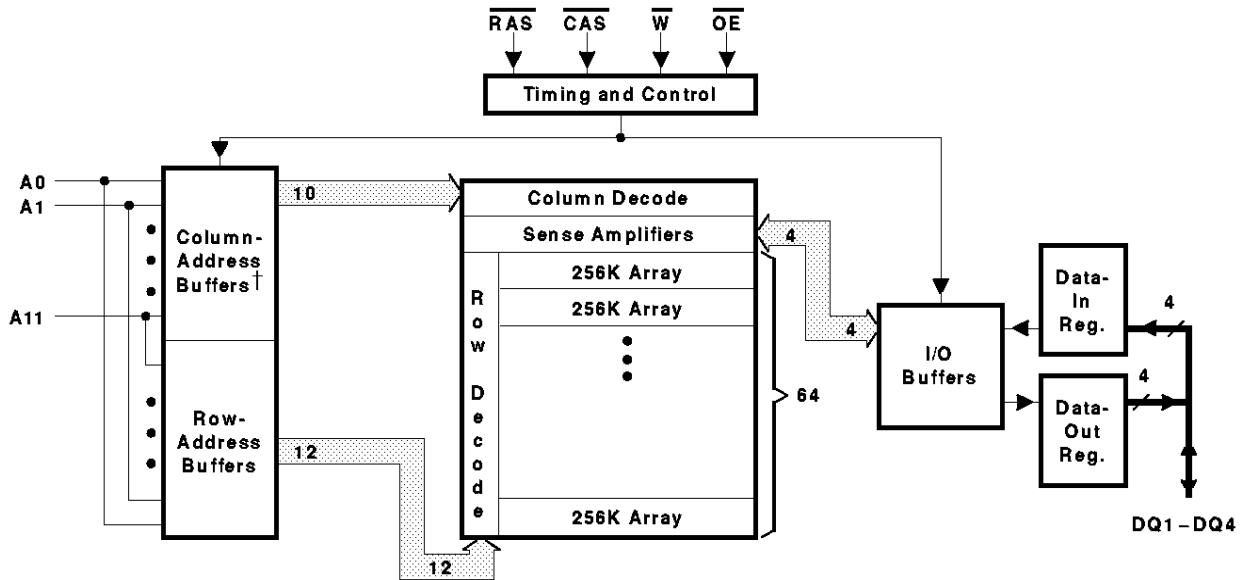 RAS CAS W OE
Timing and Control
A0
A1
A11
Column-
Address
Buffers†
Row-
Address
Buffers
10
12
12
Column Decode
Sense Amplifiers
Row Decode
256K Array
256K Array
256K Array
64
4
4
I/O
Buffers
Data-
In
Reg.
4
Data-
Out
Reg.
4
DQ1–DQ4